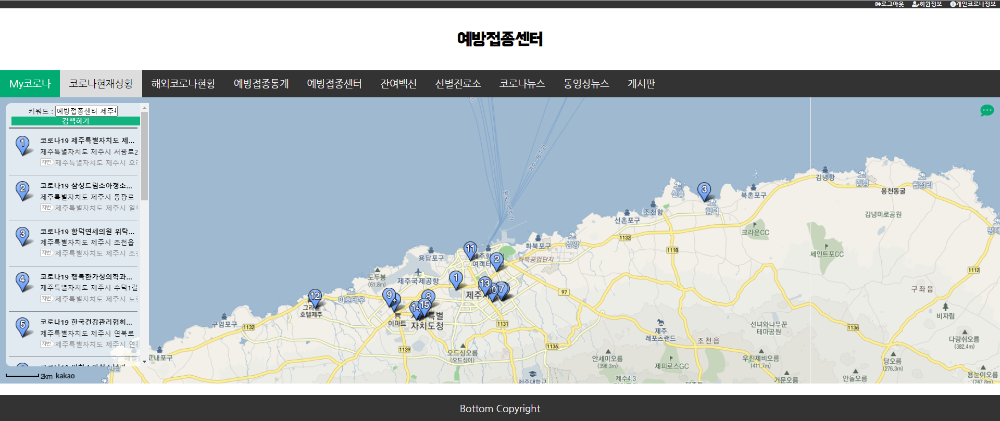 로그아웃 회원정보 개인코로나정보
예방접종센터
My코로나 코로나현재상황 해외코로나현황 예방접종통계 예방접종센터 잔여백신 선별진료소 코로나뉴스 동영상뉴스 게시판
키워드 : 예방접종센터 제주특
검색하기
1
코로나19 제주특별자치도 제...
제주특별자치도 제주시 서광로2
지번 제주특별자치도 제주시 오
2
코로나19 삼성드림소아청소...
제주특별자치도 제주시 동광로
지번 제주특별자치도 제주시 일
3
코로나19 함덕연세의원 위탁...
제주특별자치도 제주시 조천읍
지번 제주특별자치도 제주시 조
4
코로나19 행복한가정의학과...
제주특별자치도 제주시 수덕1길
지번 제주특별자치도 제주시 노
5
코로나19 한국건강관리협회...
제주특별자치도 제주시 연북로
지번 제주특별자치도 제주시 연
2km kakao
여수-제주간
완도-제주간
김녕항
김녕
월정리
용천동굴
신흥
3
함덕
북촌포구
조천항
신촌포구
김녕미로공원
크라운CC
세인트포CC
평대
1132
삼양
화북포구
화북공업단지
1118
1112
11
제주항
여객터
2
용담포구
도두봉
(61.8m)
제주국제공항
1
13
7
97
구좌읍
비자림
12
그라
호텔제주
이호테우
9
8
14
15
제주특별
자치도청
이마트
구엄포구
1132
1131
제주
레포츠랜드
선녀와나무꾼
테마공원
1136
조천읍
다랑쉬오름
(382.4m)
1139
1136
오드싱오름
(오드싱이)
고내포구
안세미오름
(396.3m)
제피로스GC
우진제비오름
(411.7m)
당오름
(276.3m)
제주대학교
제주4.3
거문오름
안돌오름
용눈이오름
(247.8m)
Bottom Copyright